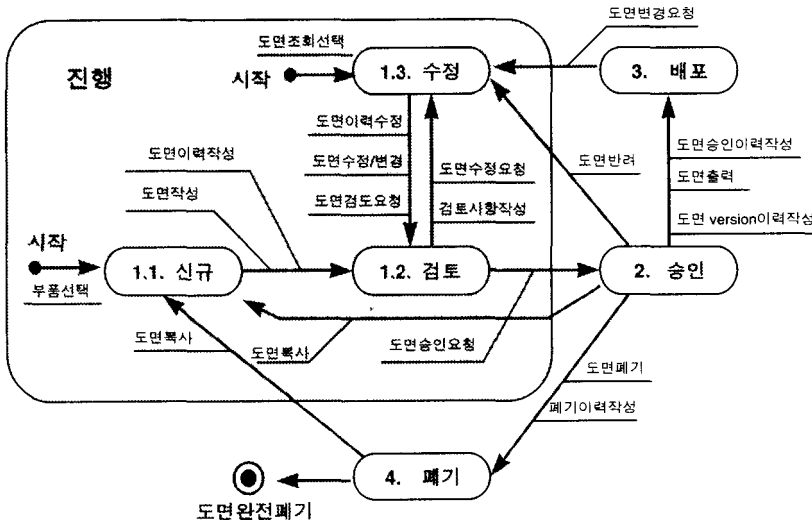 도면변경요청
도면조회선택
진행
시작
1.3. 수정
3. 배포
도면이력수정
도면승인이력작성
도면이력작성
도면수정/변경
도면수정요청
도면반려
도면출력
도면작성
도면검도요청
검토사항작성
도면 version이력작성
시작
1.1. 신규
1.2. 검토
2. 승인
부품선택
도면복사
도면복사
도면승인요청
도면폐기
폐기이력작성
4. 폐기
도면완전폐기